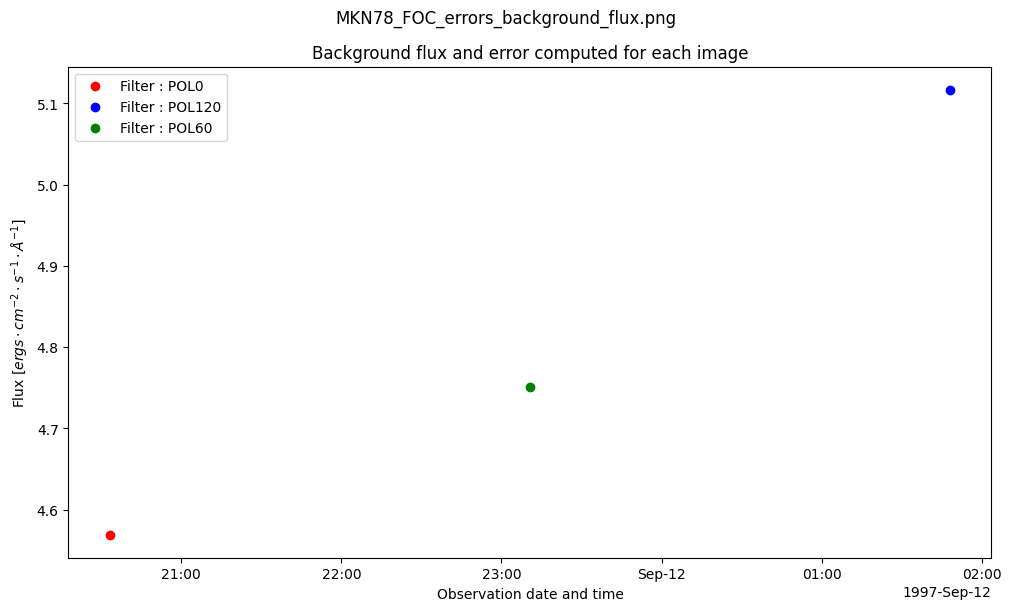 MKN78_FOC_errors_background_flux.png
Background flux and error computed for each image
Filter : POL0
Filter : POL120
Filter : POL60
5.1
5.0
4.9
4.8
4.7
4.6
Flux [ergs · cm⁻² · s⁻¹ · Å⁻¹]
21:00
22:00
23:00
Sep-12
01:00
02:00
1997-Sep-12
Observation date and time